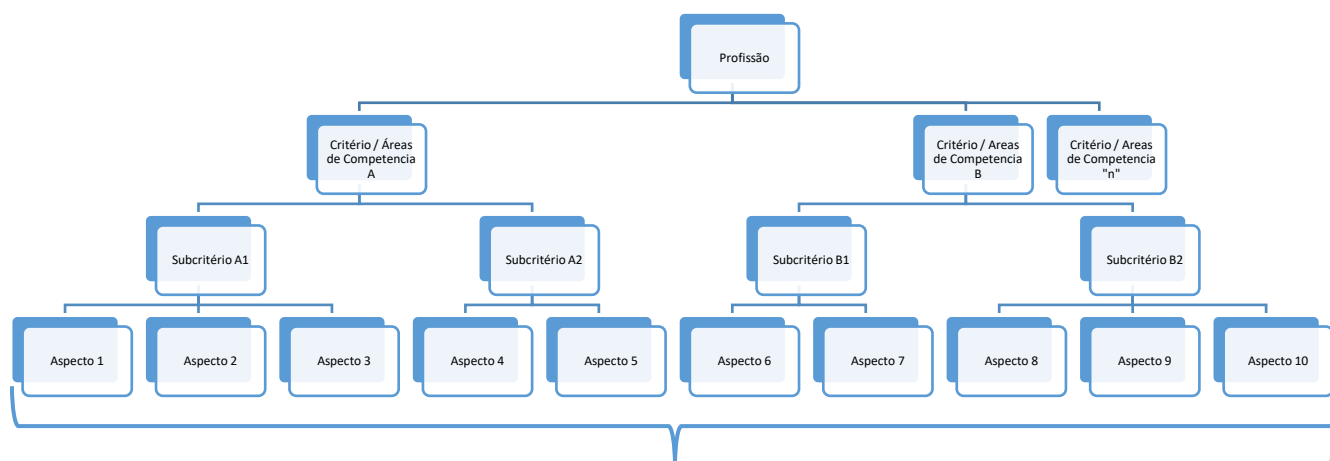 Profissão
Critério / Áreas
de Competencia
A
Critério / Areas
de Competencia
B
Critério / Areas
de Competencia
"n"
Subcritério A1
Subcritério A2
Subcritério B1
Subcritério B2
Aspecto 1
Aspecto 2
Aspecto 3
Aspecto 4
Aspecto 5
Aspecto 6
Aspecto 7
Aspecto 8
Aspecto 9
Aspecto 10